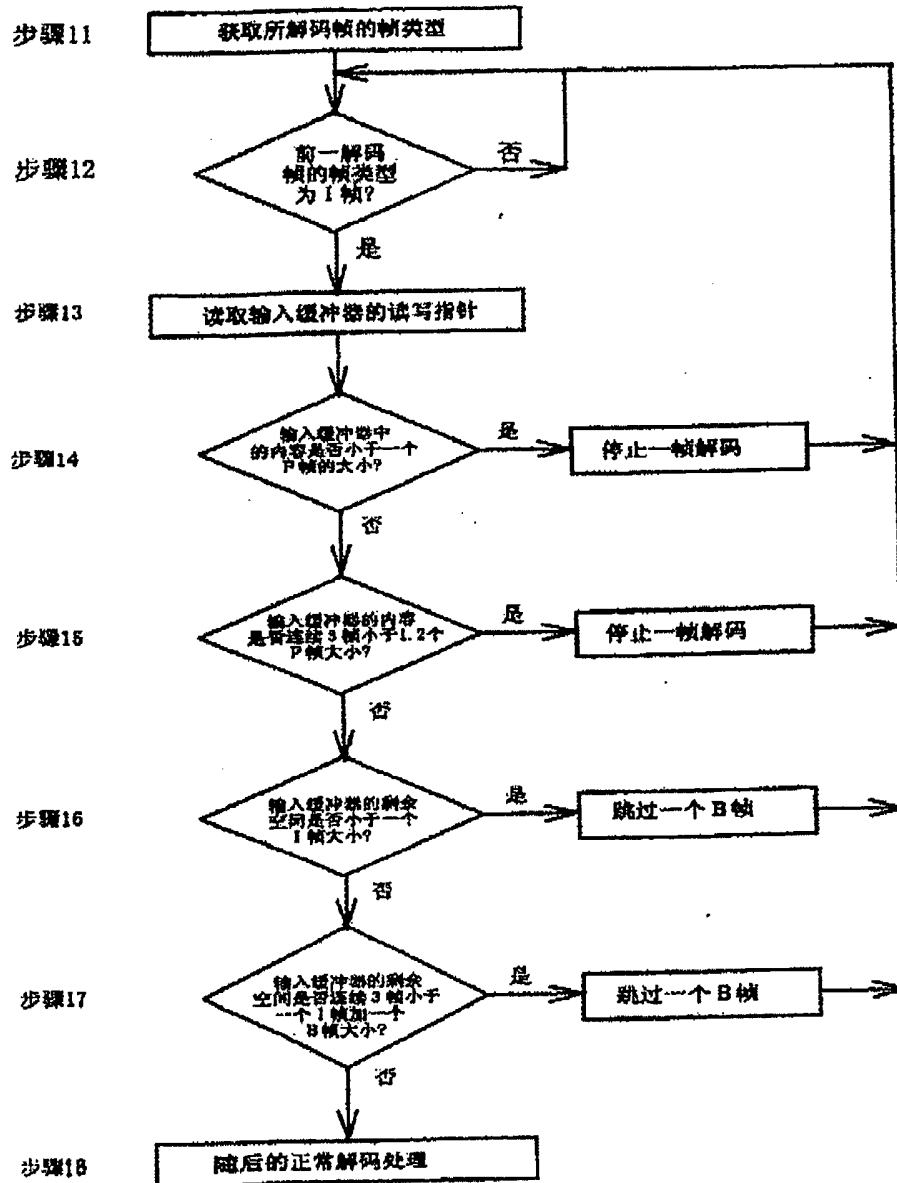 步骤11
获取所解码帧的帧类型
步骤12
前一解码
帧的帧类型
为 I 帧?
否
是
步骤13
读取输入缓冲器的读写指针
步骤14
输入缓冲器中
的内容是否小于一个
P 帧的大小?
是
停止一帧解码
否
步骤15
输入缓冲器的内容
是否连续 3 帧小于1.2个
P 帧大小?
是
停止一帧解码
否
步骤16
输入缓冲器的剩余
空间是否小于一个
I 帧大小?
是
跳过一个 B 帧
否
步骤17
输入缓冲器的剩余
空间是否连续 3 帧小于
一个 I 帧加一个
B 帧大小?
是
跳过一个 B 帧
否
步骤18
随后的正常解码处理